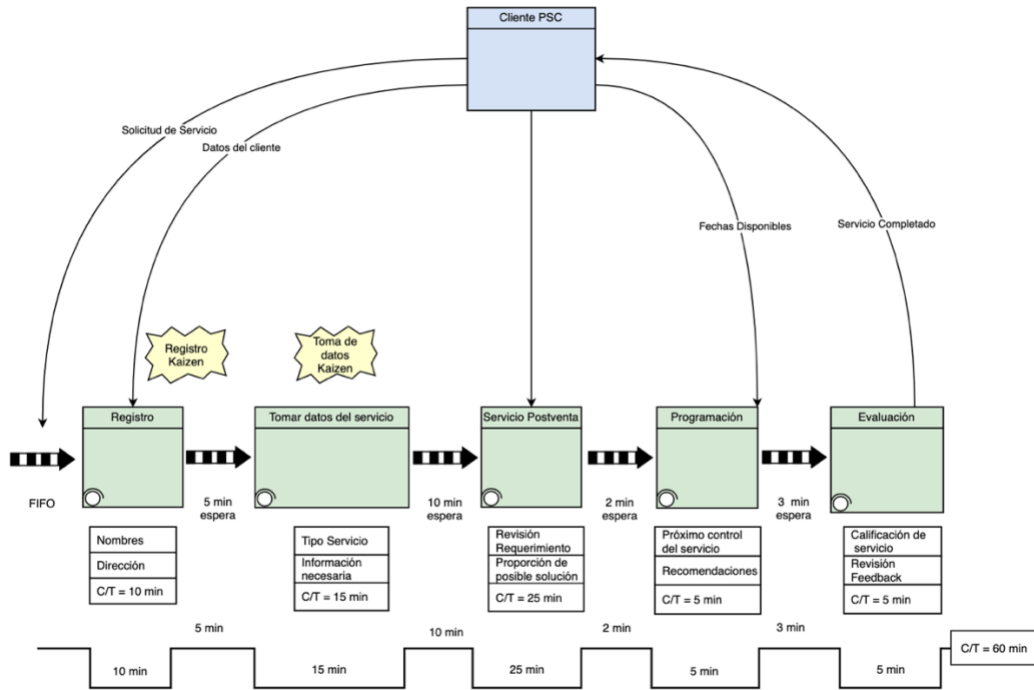 Cliente PSC
Solicitud de Servicio
Datos del cliente
Fechas Disponibles
Servicio Completado
Registro
Kaizen
Toma de
datos
Kaizen
Registro
Tomar datos del servicio
Servicio Postventa
Programación
Evaluación
FIFO
5 min
espera
10 min
espera
2 min
espera
3 min
espera
Nombres
Dirección
C/T = 10 min
Tipo Servicio
Información
necesaria
C/T = 15 min
Revisión
Requerimiento
Proporción de
posible solución
C/T = 25 min
Próximo control
del servicio
Recomendaciones
C/T = 5 min
Calificación de
servicio
Revisión
Feedback
C/T = 5 min
5 min
10 min
2 min
3 min
10 min
15 min
25 min
5 min
5 min
C/T = 60 min